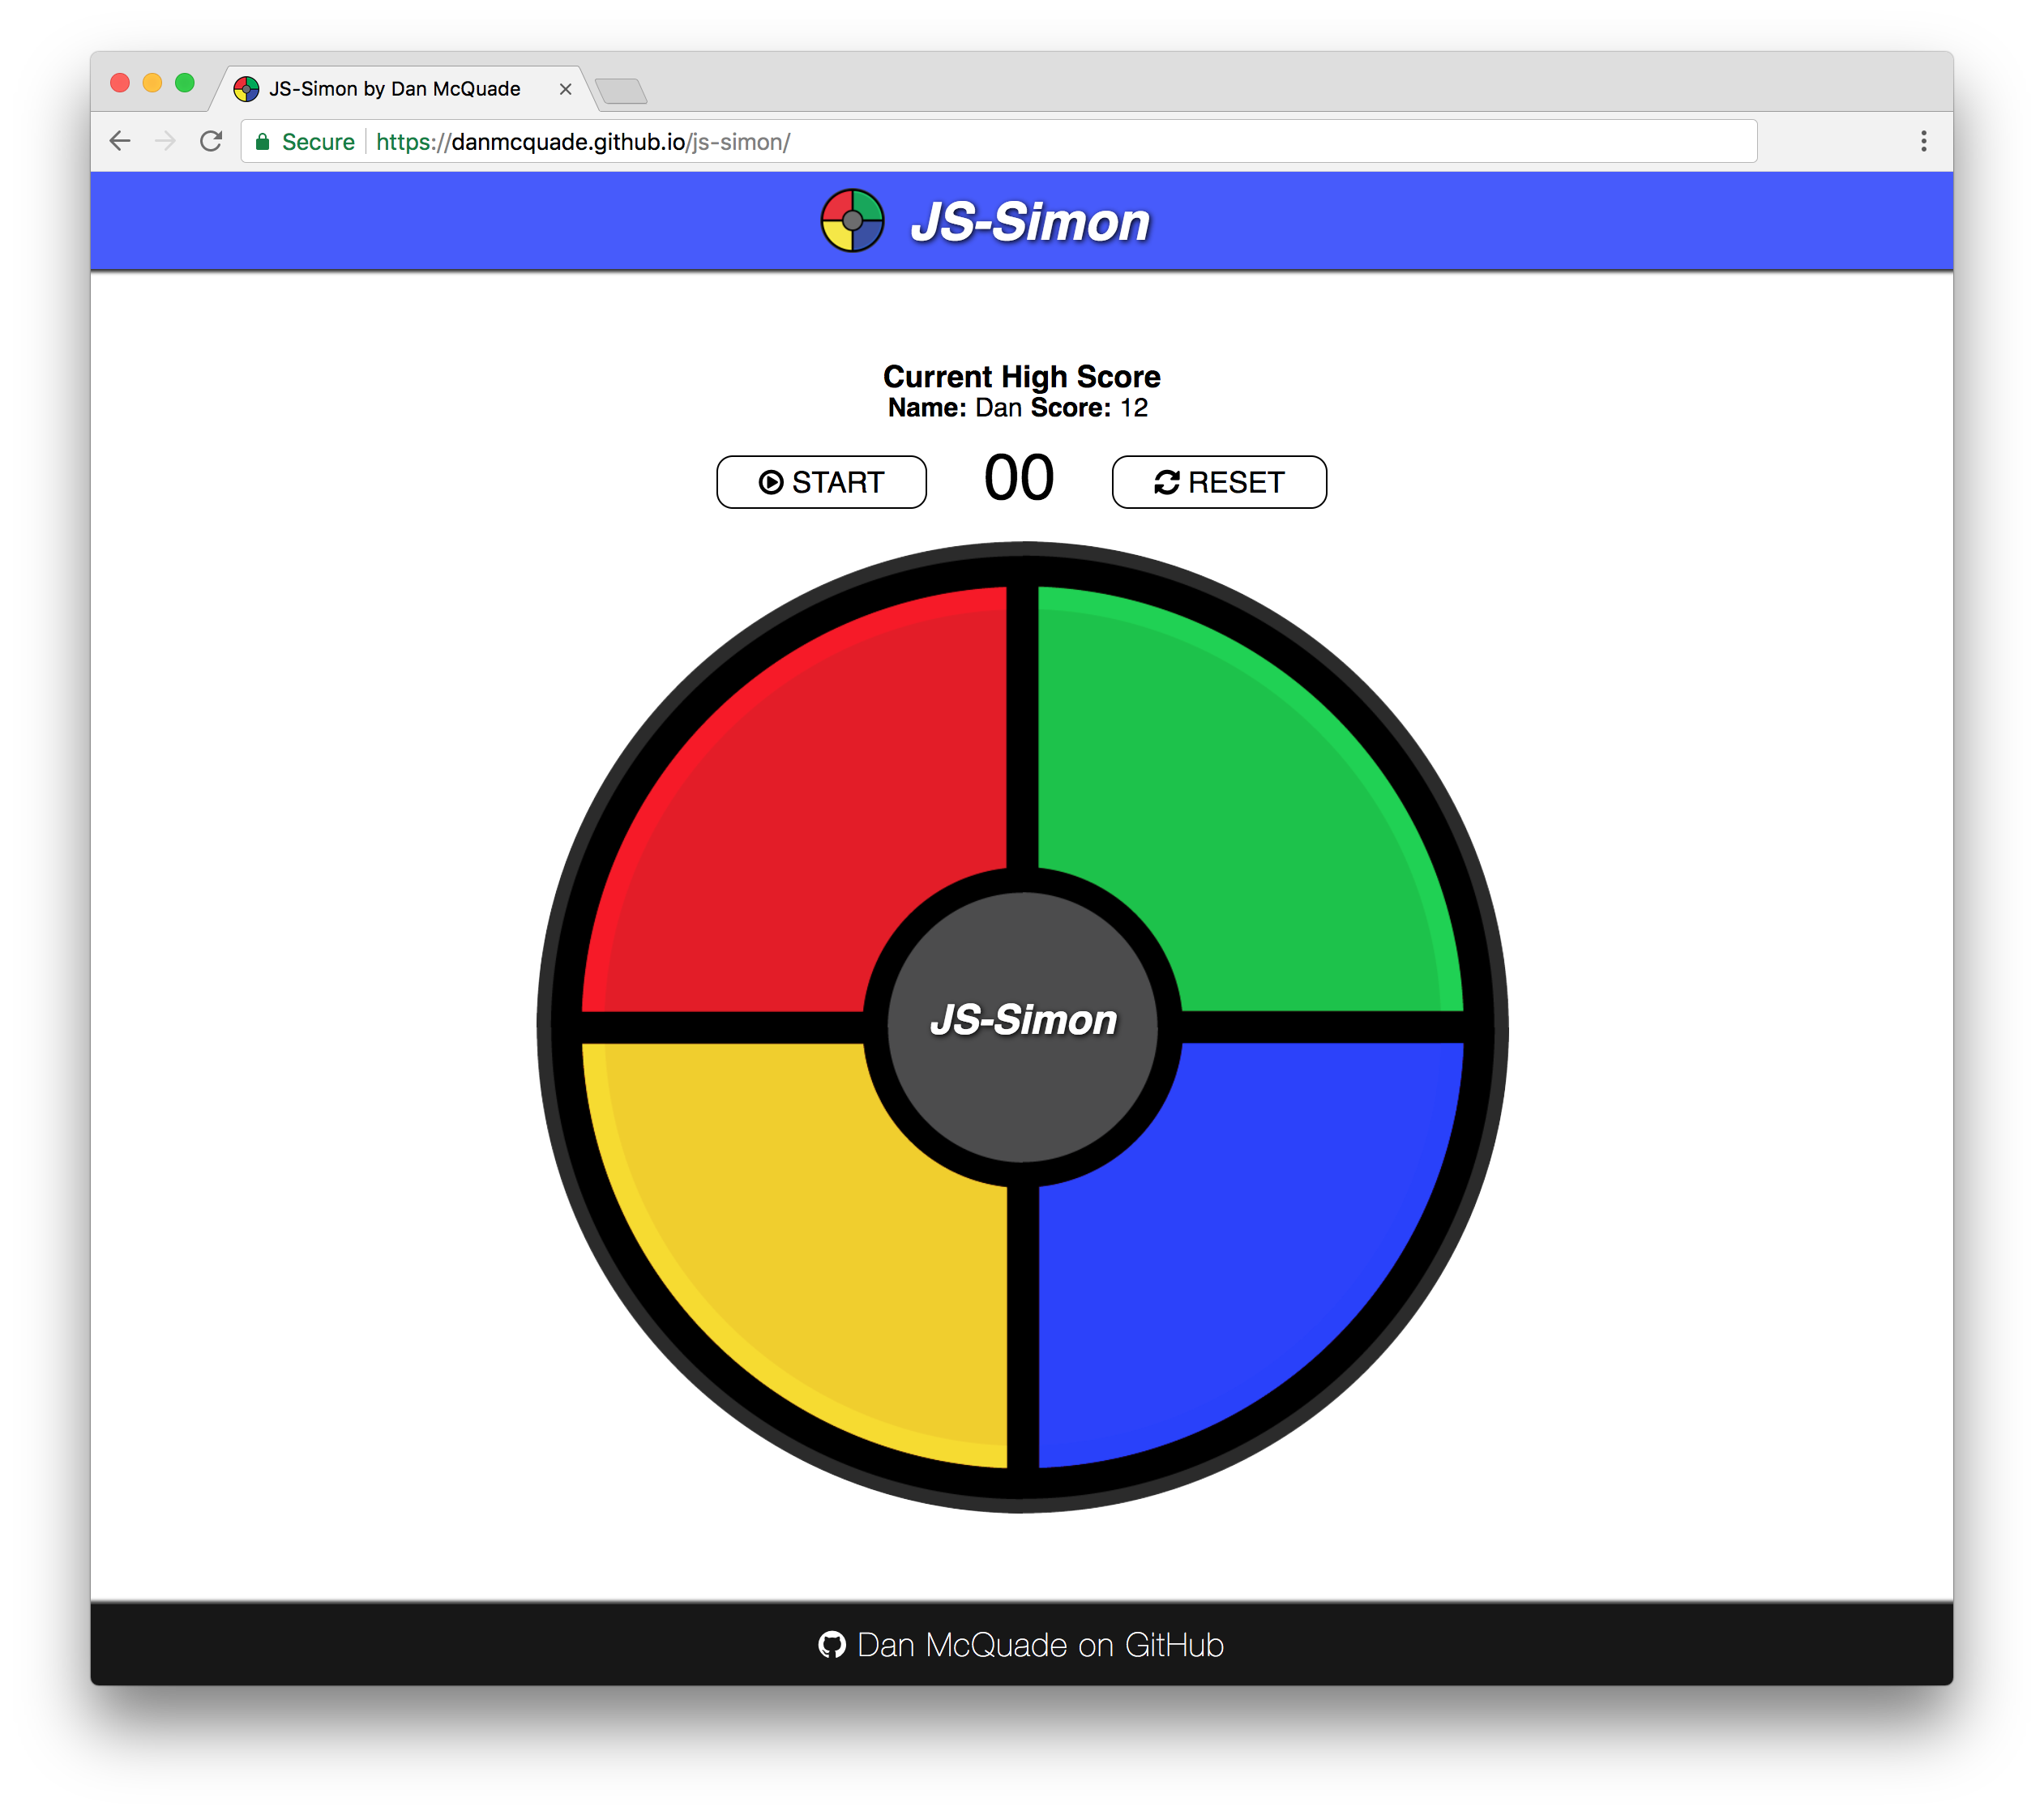 JS-Simon by Dan McQuade
Secure https://danmcquade.github.io/js-simon/
JS-Simon
Current High Score
Name: Dan Score: 12
START 00 RESET
JS-Simon
Dan McQuade on GitHub